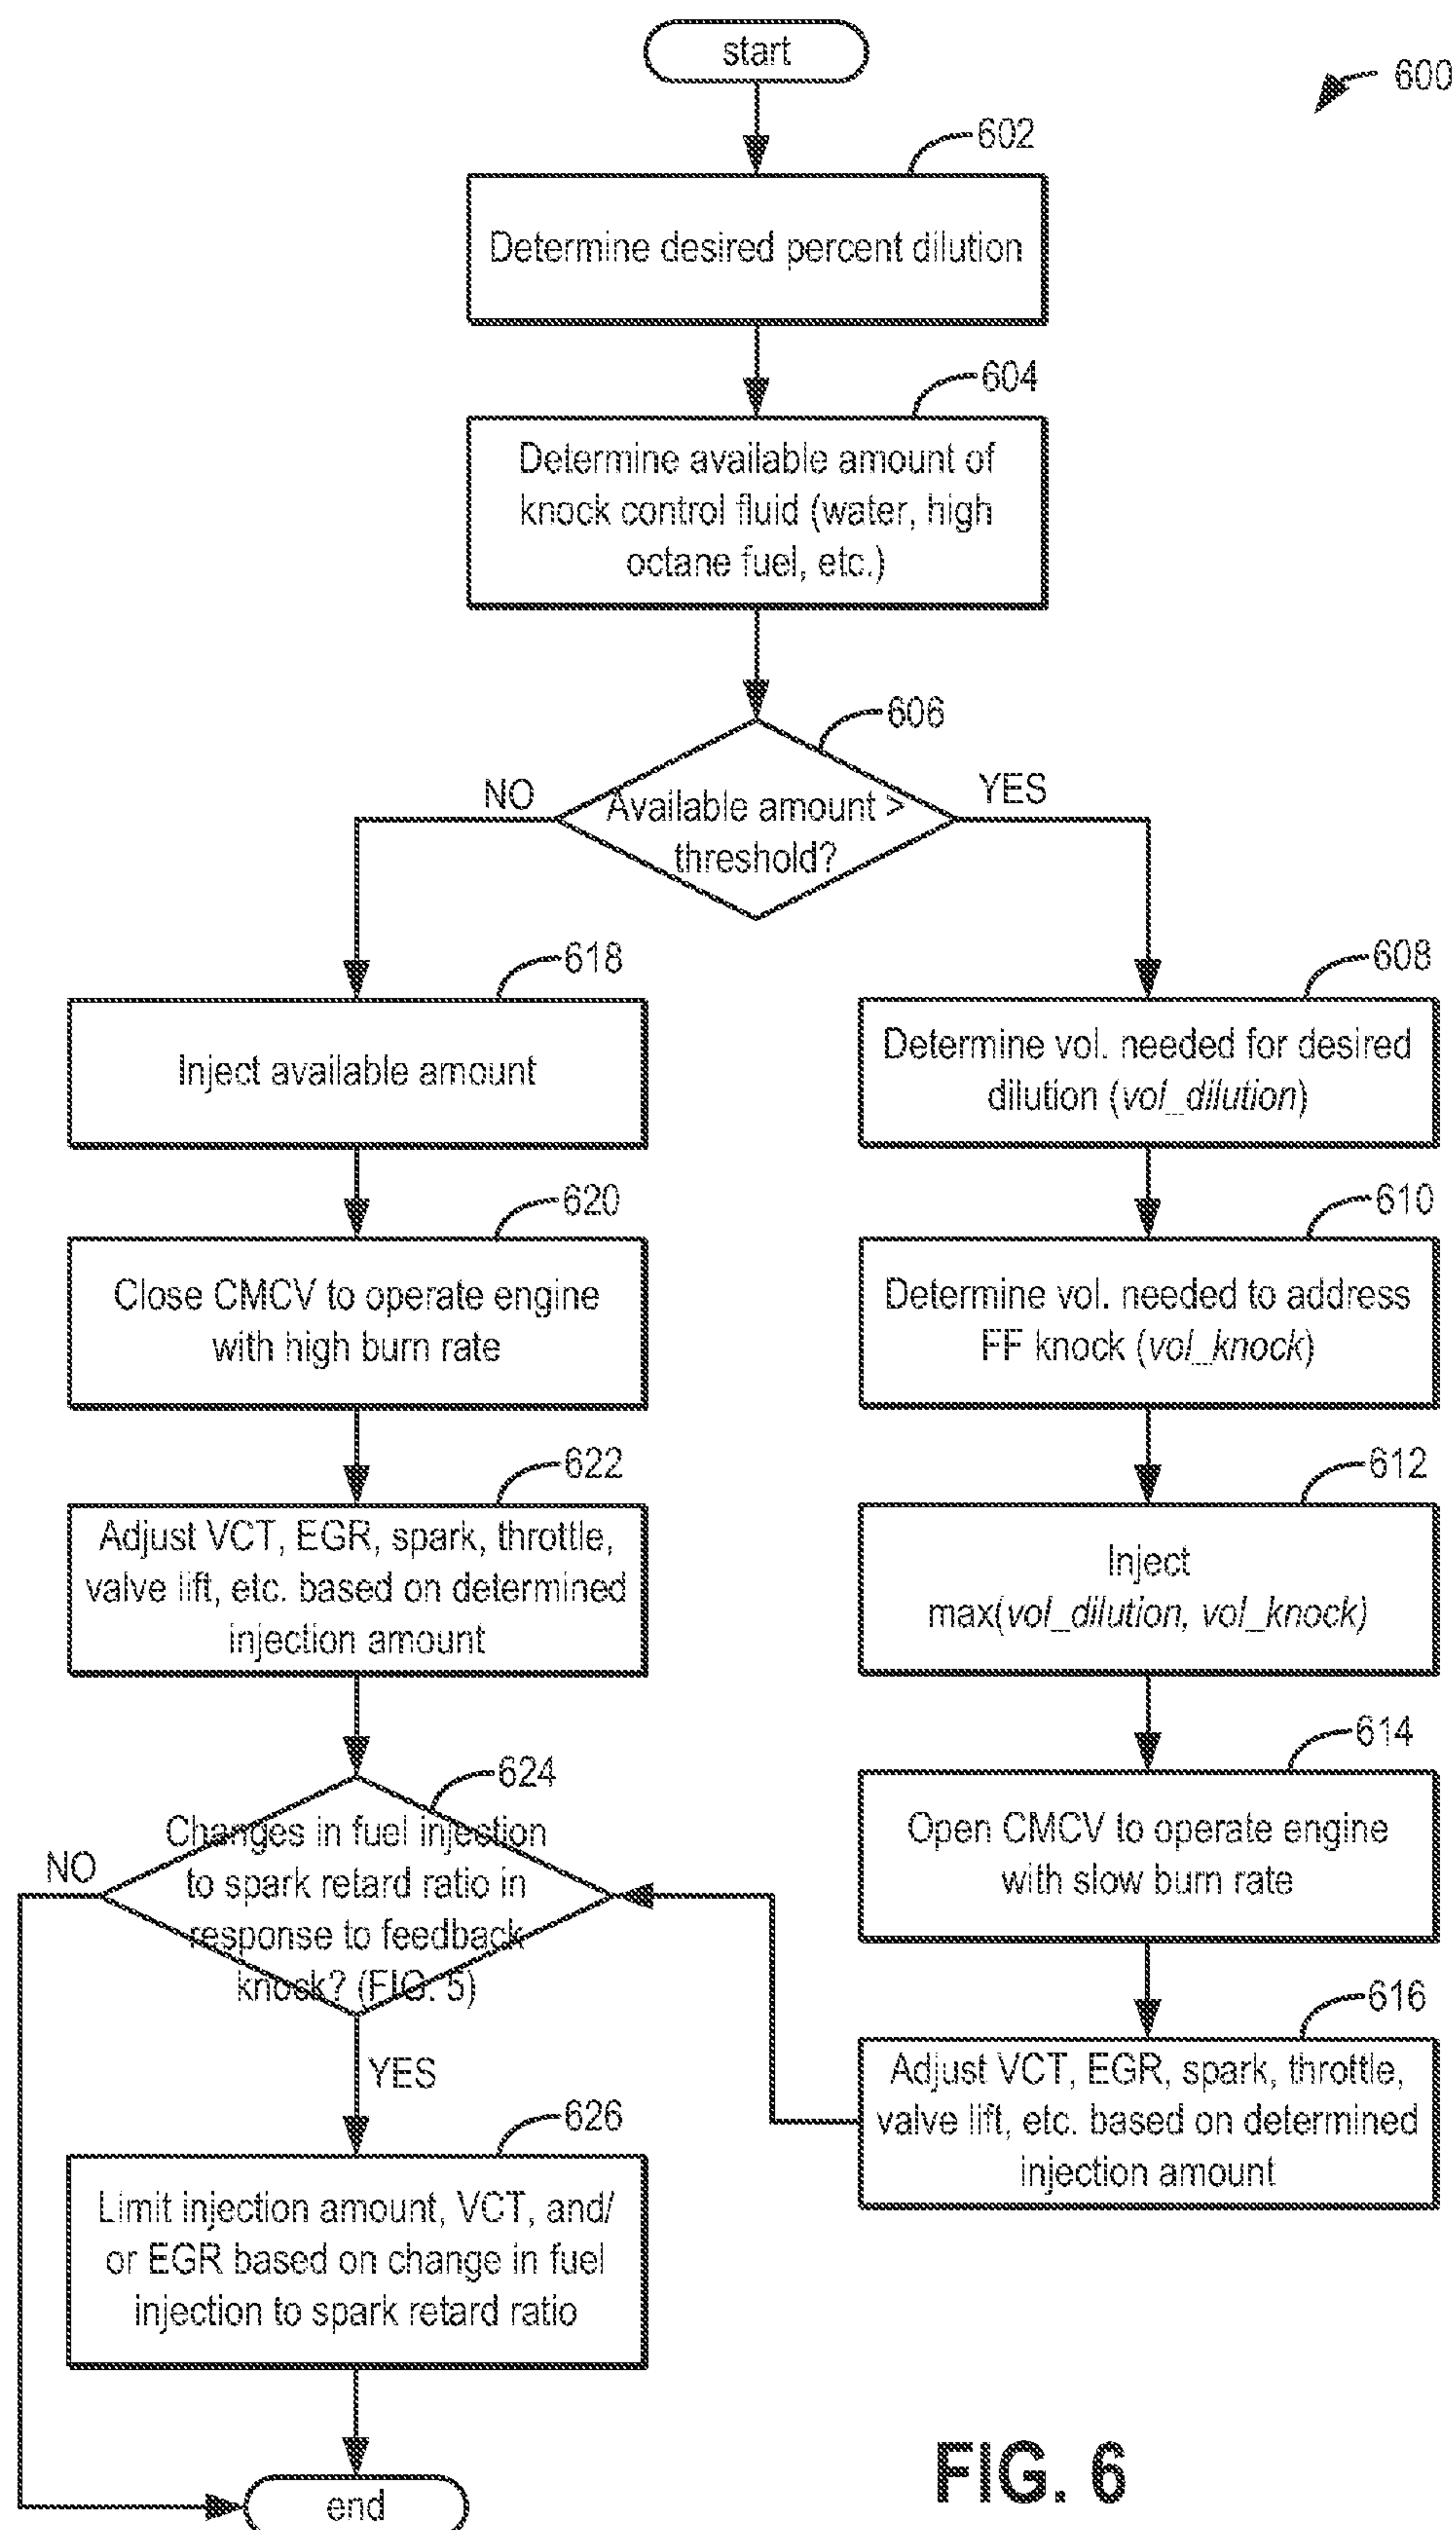 start
600
602
Determine desired percent dilution
604
Determine available amount of
knock control fluid (water, high
octane fuel, etc.)
606
NO
YES
Available amount >
threshold?
618
Inject available amount
620
Close CMCV to operate engine
with high burn rate
622
Adjust VCT, EGR, spark, throttle,
valve lift, etc. based on determined
injection amount
608
Determine vol. needed for desired
dilution (vol_dilution)
610
Determine vol. needed to address
FF knock (vol_knock)
612
Inject
max(vol_dilution, vol_knock)
614
Open CMCV to operate engine
with slow burn rate
616
Adjust VCT, EGR, spark, throttle,
valve lift, etc. based on determined
injection amount
624
Changes in fuel injection
to spark retard ratio in
response to feedback
knock? (FIG. 5)
NO
YES
626
Limit injection amount, VCT, and/
or EGR based on change in fuel
injection to spark retard ratio
end
FIG. 6